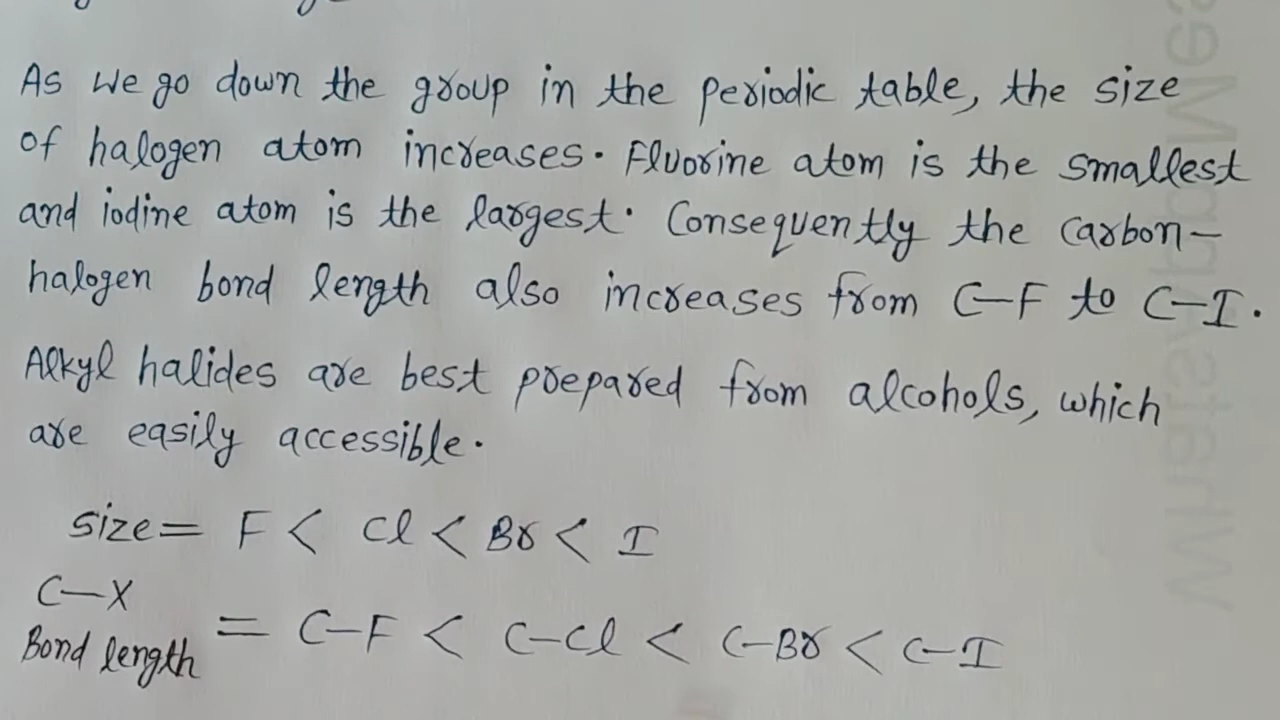 As we go down the group in the periodic table, the size
of halogen atom increases. Fluorine atom is the smallest
and iodine atom is the largest. Consequently the carbon-
halogen bond length also increases from C-F to C-I.
Alkyl halides are best prepared from alcohols, which
are easily accessible.
size = F < Cl < Br < I
C-X
Bond length = C-F < C-Cl < C-Br < C-I